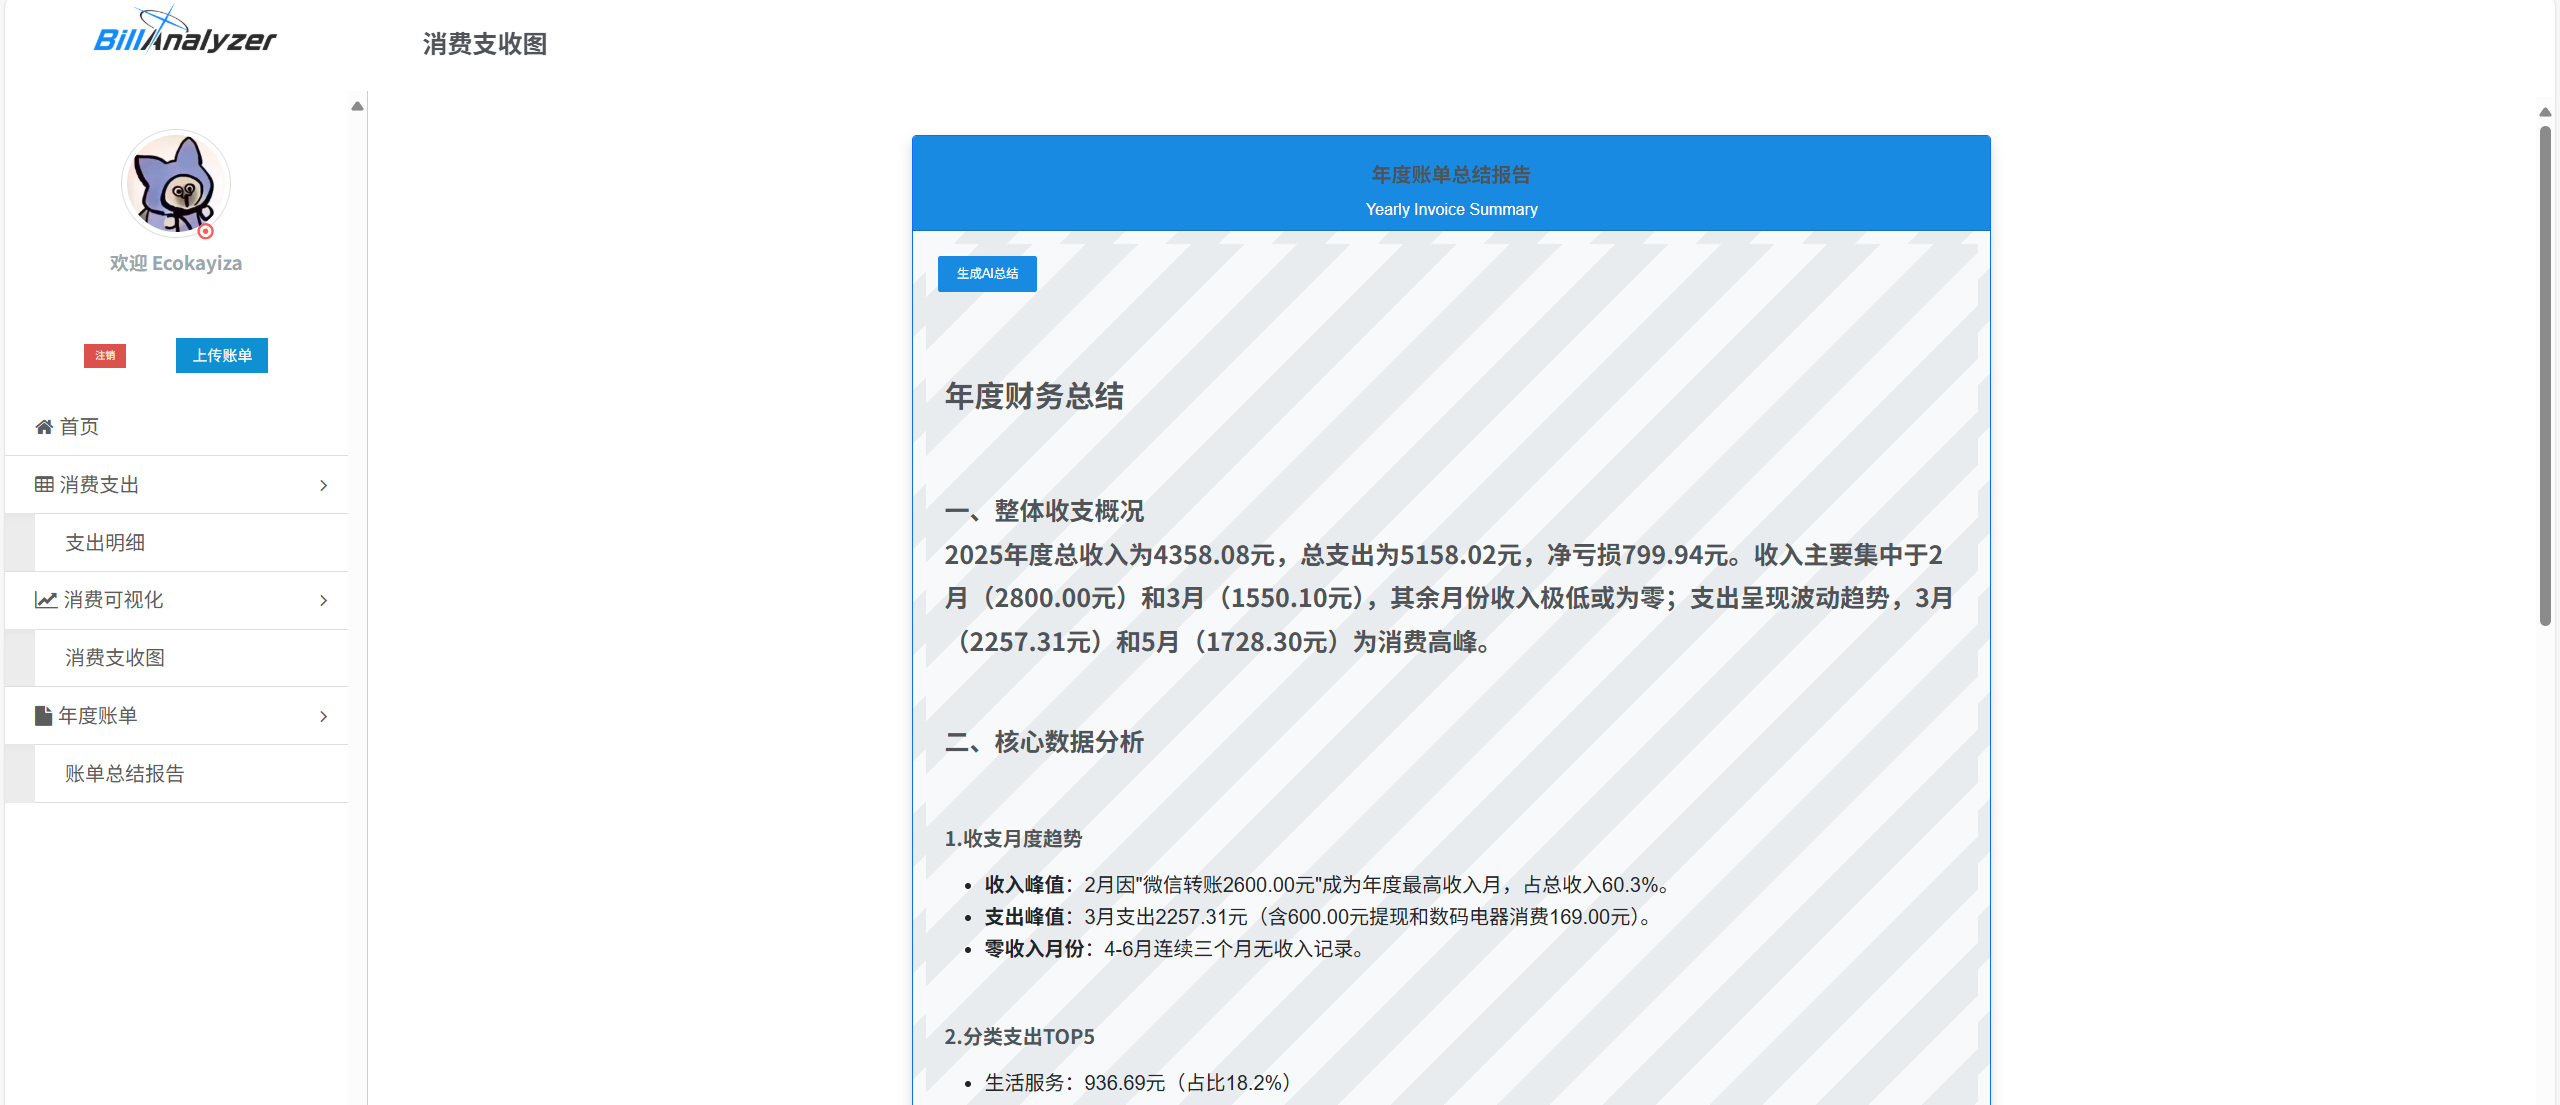 BillAnalyzer
消费支收图
欢迎 Ecokayiza
注销
上传账单
首页
消费支出
支出明细
消费可视化
消费支收图
年度账单
账单总结报告
年度账单总结报告
Yearly Invoice Summary
生成AI总结
年度财务总结
一、整体收支概况
2025年度总收入为4358.08元，总支出为5158.02元，净亏损799.94元。收入主要集中于2
月（2800.00元）和3月（1550.10元），其余月份收入极低或为零；支出呈现波动趋势，3月
（2257.31元）和5月（1728.30元）为消费高峰。
二、核心数据分析
1.收支月度趋势
收入峰值：2月因"微信转账2600.00元"成为年度最高收入月，占总收入60.3%。
支出峰值：3月支出2257.31元（含600.00元提现和数码电器消费169.00元）。
零收入月份：4-6月连续三个月无收入记录。
2.分类支出TOP5
生活服务：936.69元（占比18.2%）